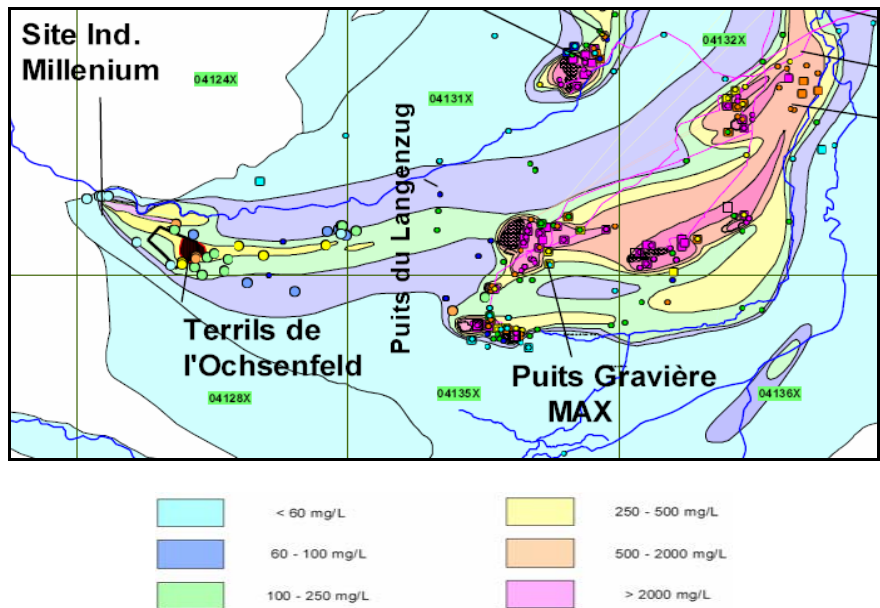 Site Ind.
Millenium
04124X
04131X
04132X
Puits du Langenzug
Terrils de
l'Ochsenfeld
Puits Gravière
MAX
04128X
04135X
04136X
< 60 mg/L
60 - 100 mg/L
100 - 250 mg/L
250 - 500 mg/L
500 - 2000 mg/L
> 2000 mg/L